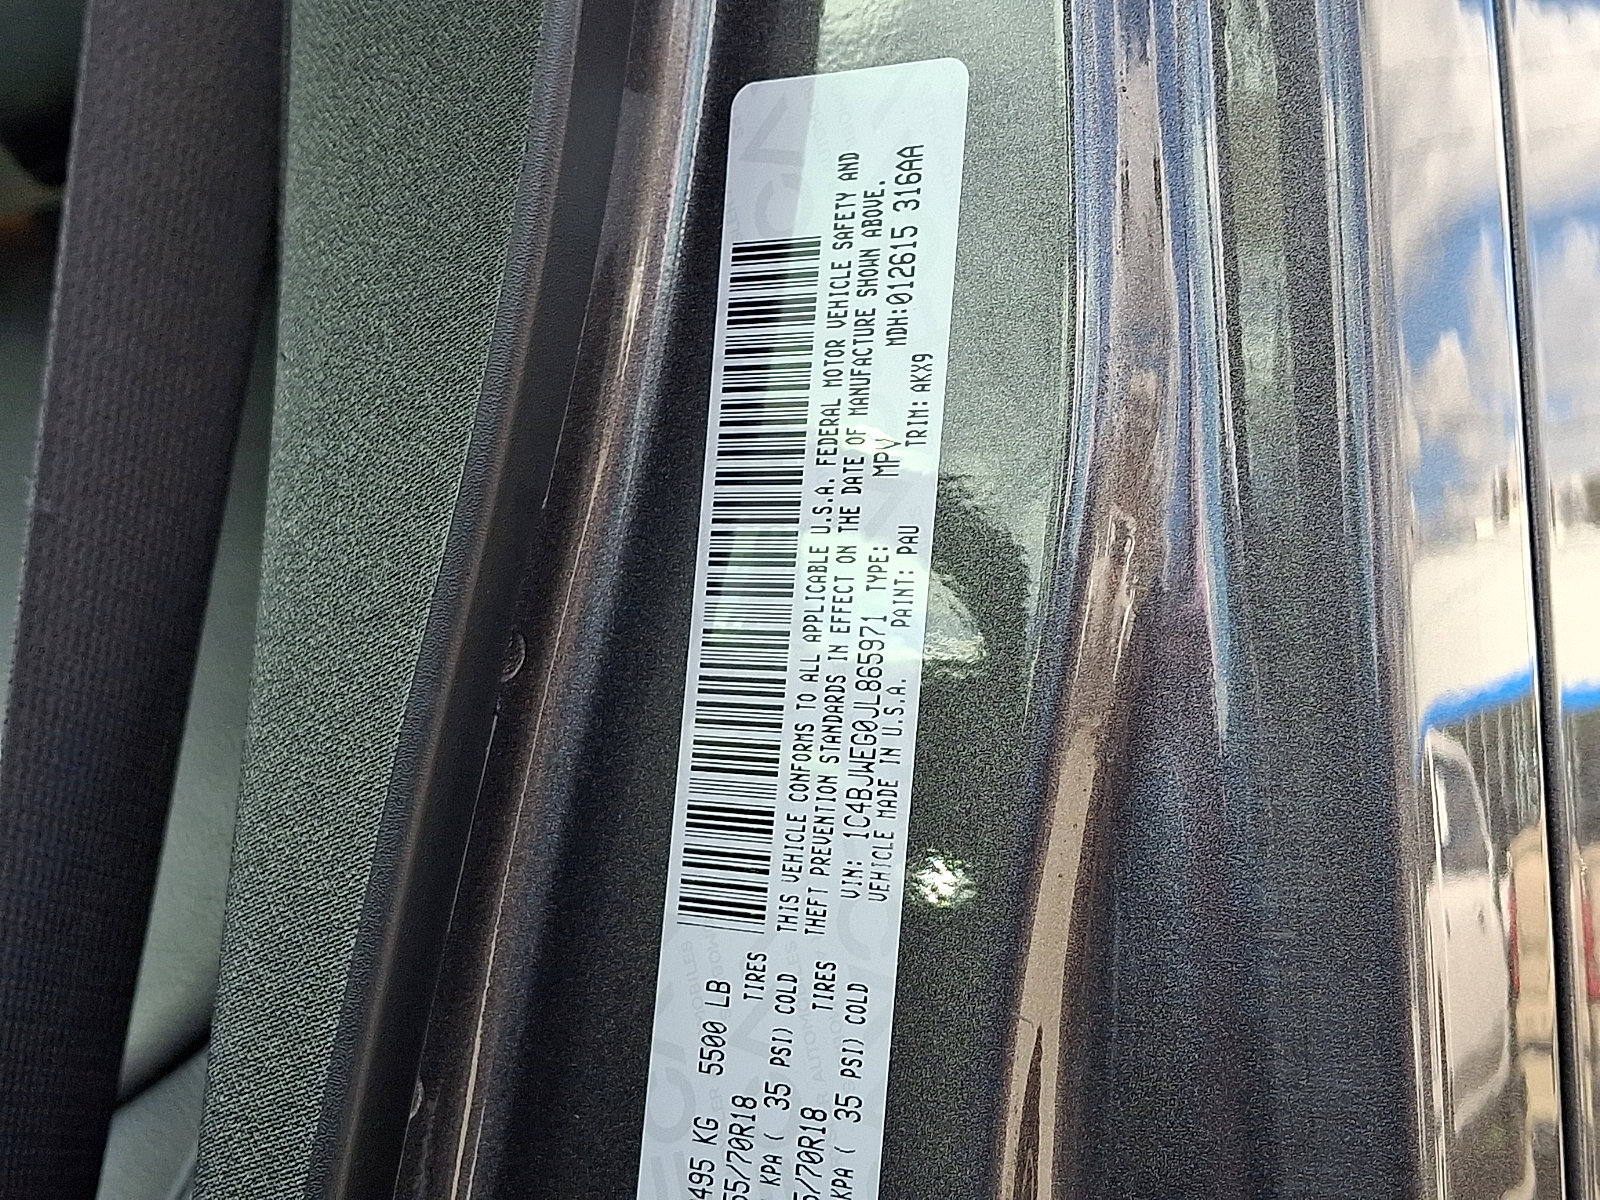 495 KG 5500 LB
55/70R18 TIRES
KPA ( 35 PSI) COLD
5/70R18 TIRES
KPA ( 35 PSI) COLD
THIS VEHICLE CONFORMS TO ALL APPLICABLE U.S.A. FEDERAL MOTOR VEHICLE SAFETY AND
THEFT PREVENTION STANDARDS IN EFFECT ON THE DATE OF MANUFACTURE SHOWN ABOVE.
VIN: 1C4BJWEG0JL865971 TYPE: MPV MDH:012615 316AA
VEHICLE MADE IN U.S.A. PAINT: PAU TRIM: AKX9